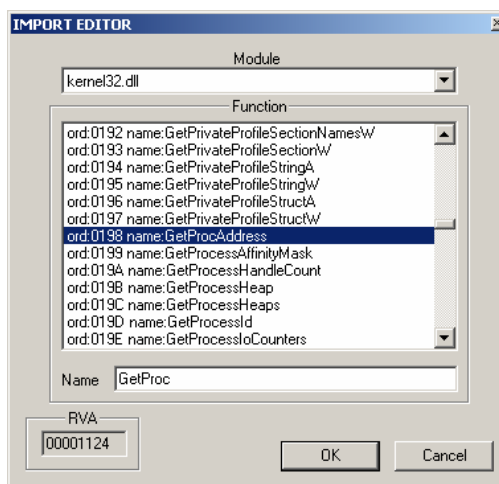 IMPORT EDITOR
Module
kernel32.dll
Function
ord:0192 name:GetPrivateProfileSectionNamesW
ord:0193 name:GetPrivateProfileSectionW
ord:0194 name:GetPrivateProfileStringA
ord:0195 name:GetPrivateProfileStringW
ord:0196 name:GetPrivateProfileStructA
ord:0197 name:GetPrivateProfileStructW
ord:0198 name:GetProcAddress
ord:0199 name:GetProcessAffinityMask
ord:019A name:GetProcessHandleCount
ord:019B name:GetProcessHeap
ord:019C name:GetProcessHeaps
ord:019D name:GetProcessId
ord:019E name:GetProcessIoCounters
Name GetProc
RVA
00001124
OK Cancel